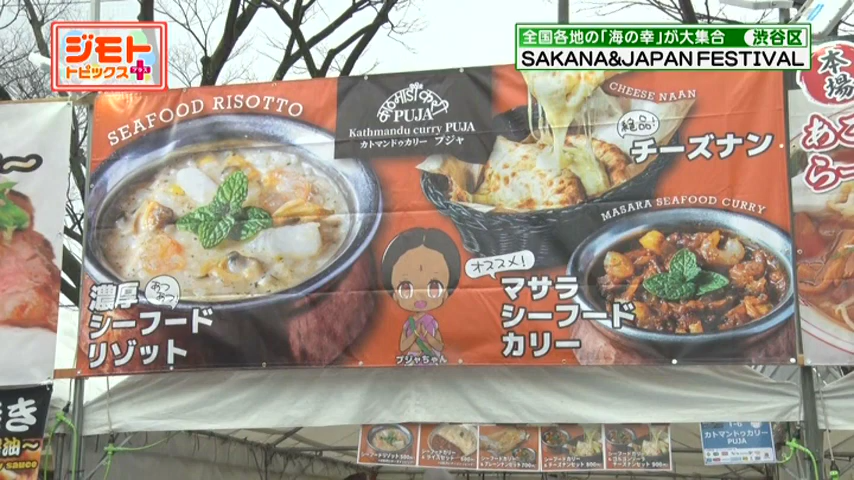 ジモト
トピックス
全国各地の「海の幸」が大集合 渋谷区
SAKANA&JAPAN FESTIVAL
SEAFOOD RISOTTO
PUJA
Kathmandu curry PUJA
カトマンドゥカリー プジャ
CHEESE NAAN
絶品!
チーズナン
MASARA SEAFOOD CURRY
オススメ!
マサラ
シーフード
カリー
濃厚
あつあつ
シーフード
リゾット
プジャちゃん
本場
カトマンドゥカリー
PUJA